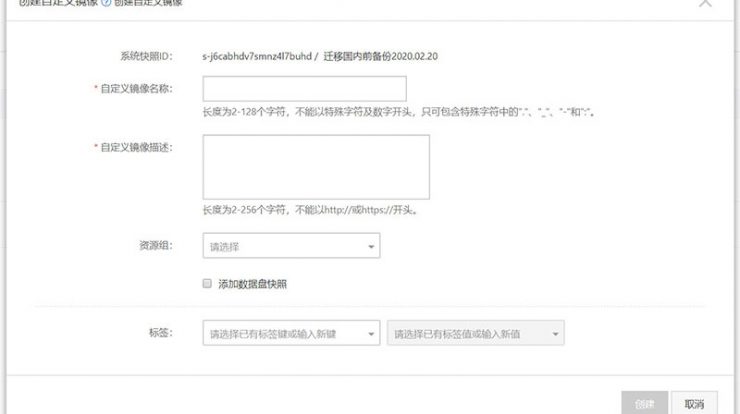 创建自定义镜像 ? 创建自定义镜像
系统快照ID: s-j6cabhdv7smnz4l7buhd / 迁移国内前备份2020.02.20
* 自定义镜像名称:
长度为2-128个字符，不能以特殊字符及数字开头，只可包含特殊字符中的"."、"_"、"-"和":"。
* 自定义镜像描述:
长度为2-256个字符，不能以http://或https://开头。
资源组: 请选择
添加数据盘快照
标签: 请选择已有标签键或输入新键 请选择已有标签值或输入新值
创建 取消